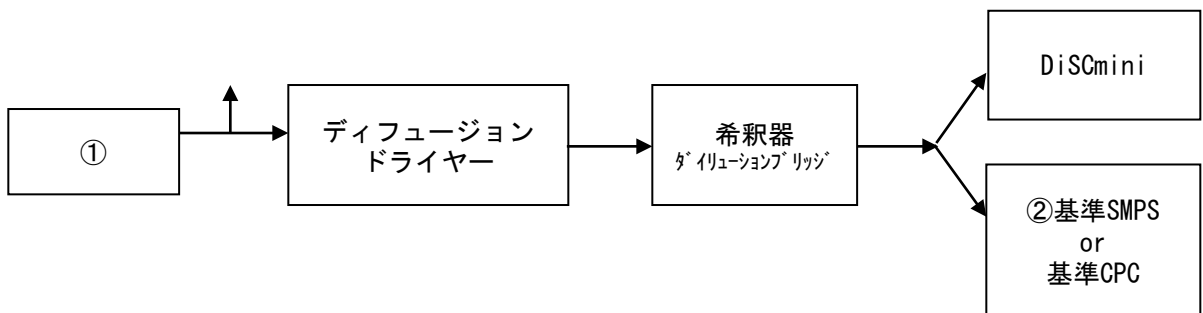 ①
ディフュージョン
ドライヤー
希釈器
ﾀﾞｲﾘｭｰｼｮﾝﾌﾞﾘｯｼﾞ
DiSCmini
②基準SMPS
or
基準CPC